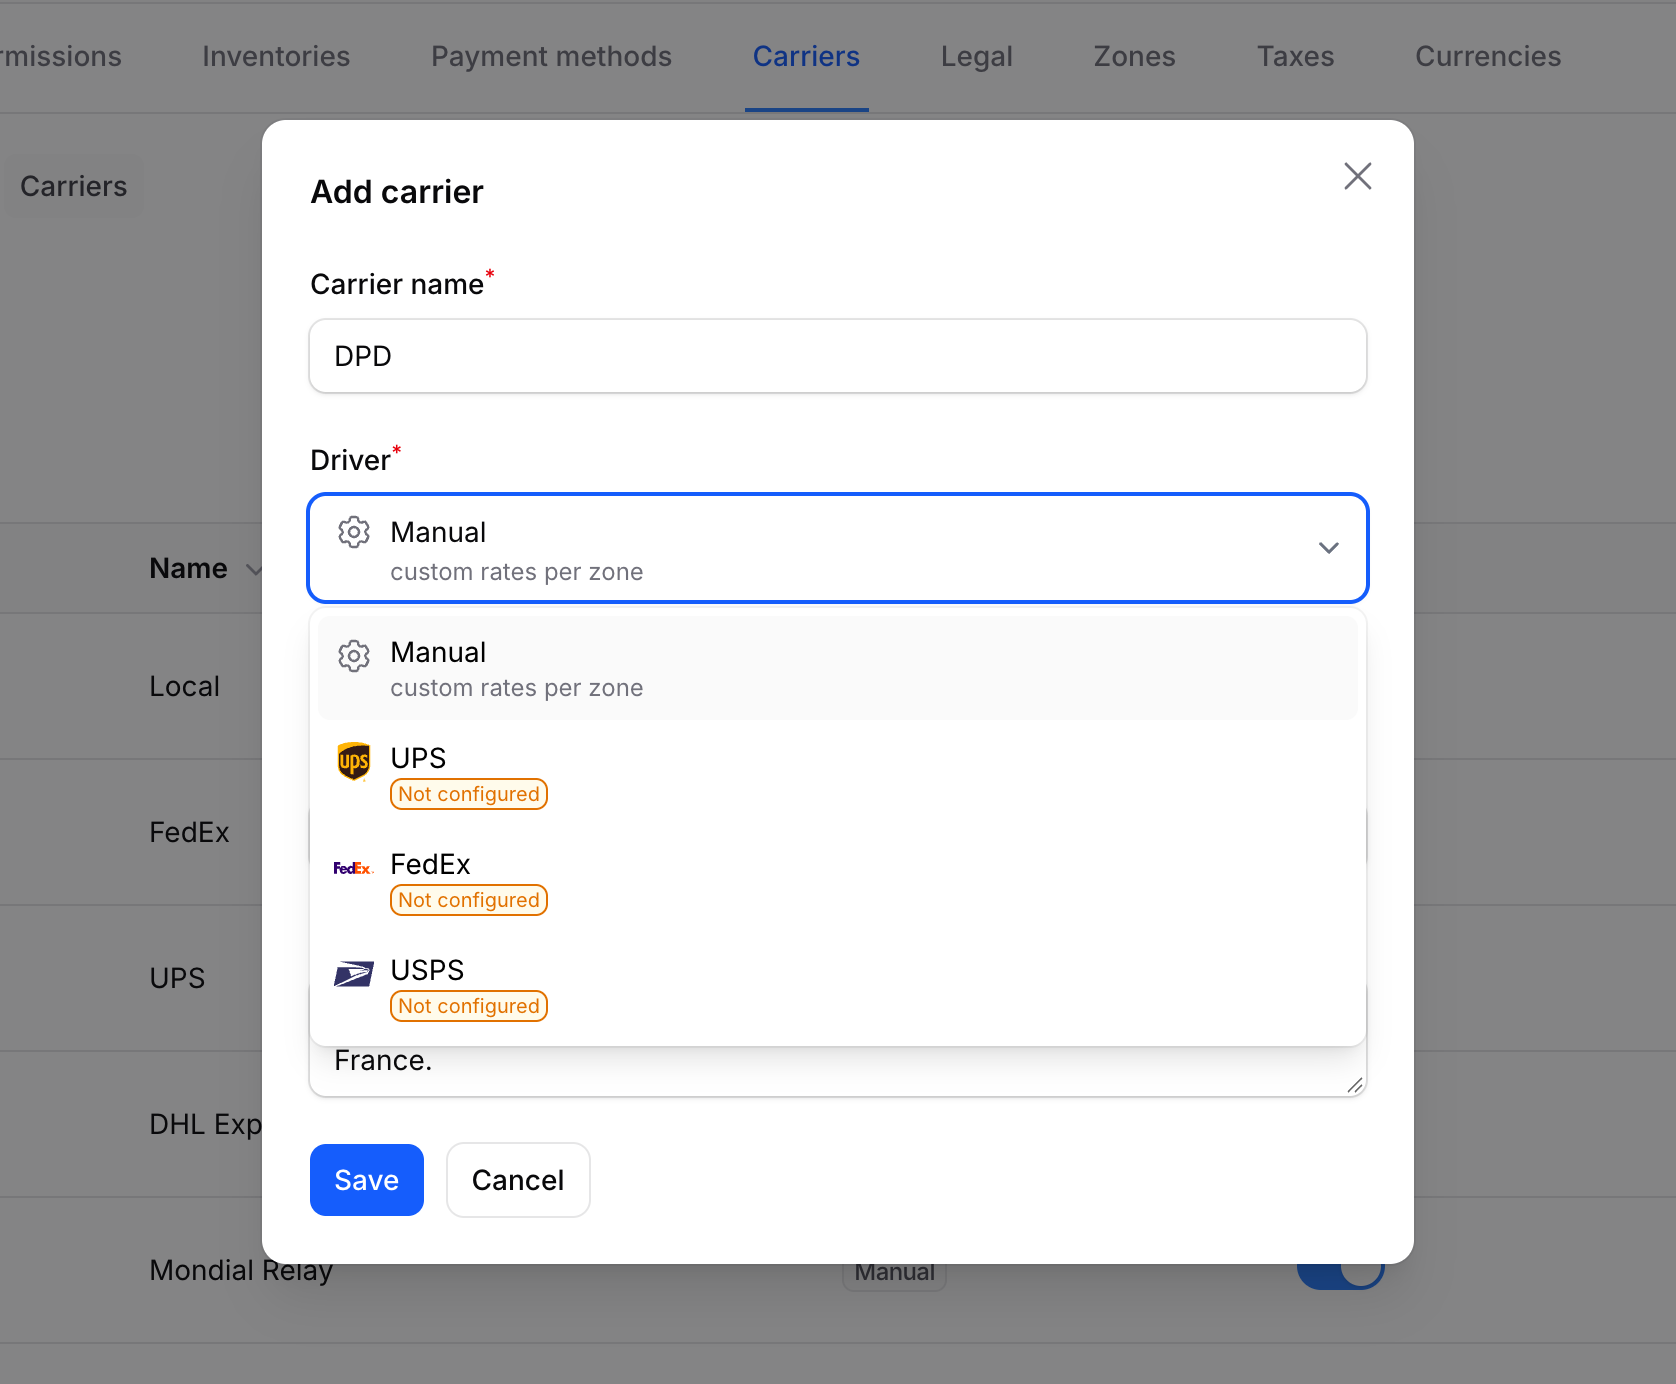 rmissions
Inventories
Payment methods
Carriers
Legal
Zones
Taxes
Currencies
Carriers
Add carrier
Carrier name*
DPD
Driver*
Manual
custom rates per zone
Manual
custom rates per zone
ups
UPS
Not configured
FedEx
FedEx
Not configured
USPS
Not configured
France.
Save
Cancel
Name
Local
FedEx
UPS
DHL Exp
Mondial Relay
Manual